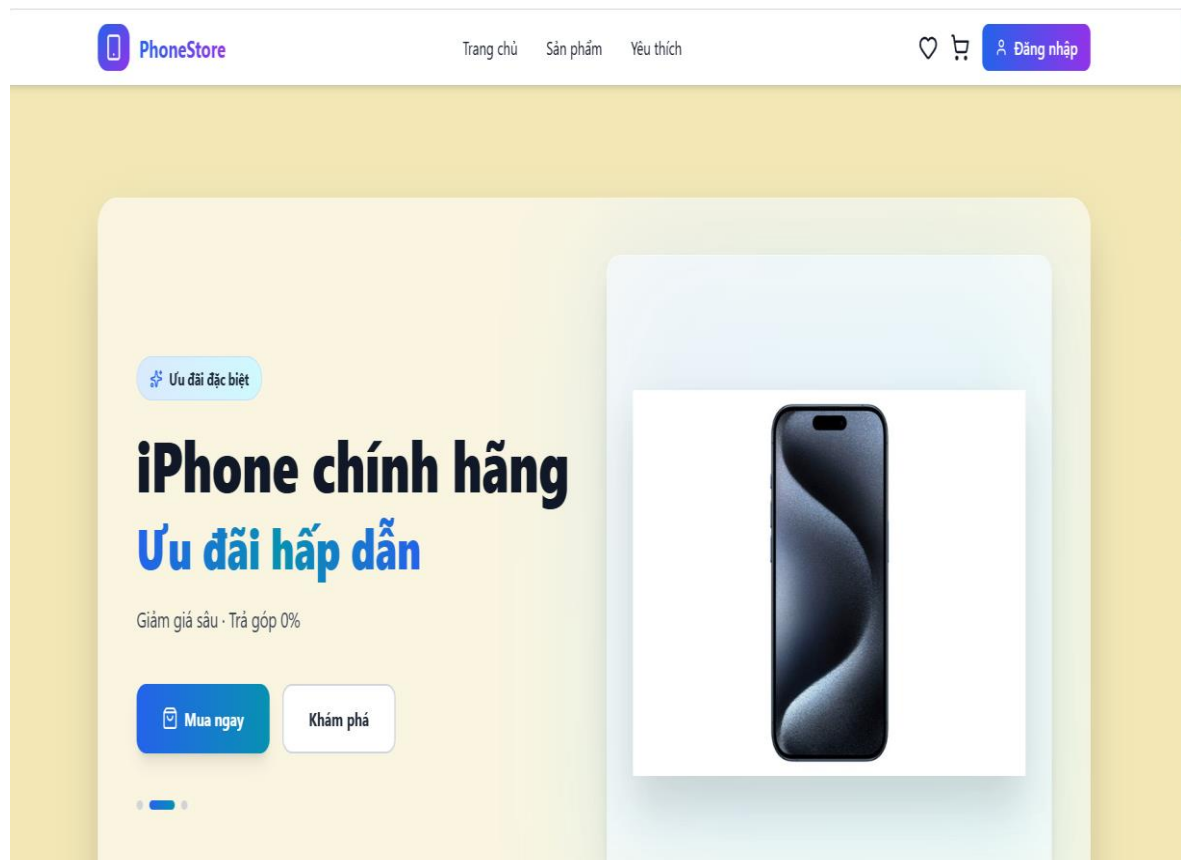 PhoneStore
Trang chủ
Sản phẩm
Yêu thích
Đăng nhập
Ưu đãi đặc biệt
iPhone chính hãng
Ưu đãi hấp dẫn
Giảm giá sâu · Trả góp 0%
Mua ngay
Khám phá